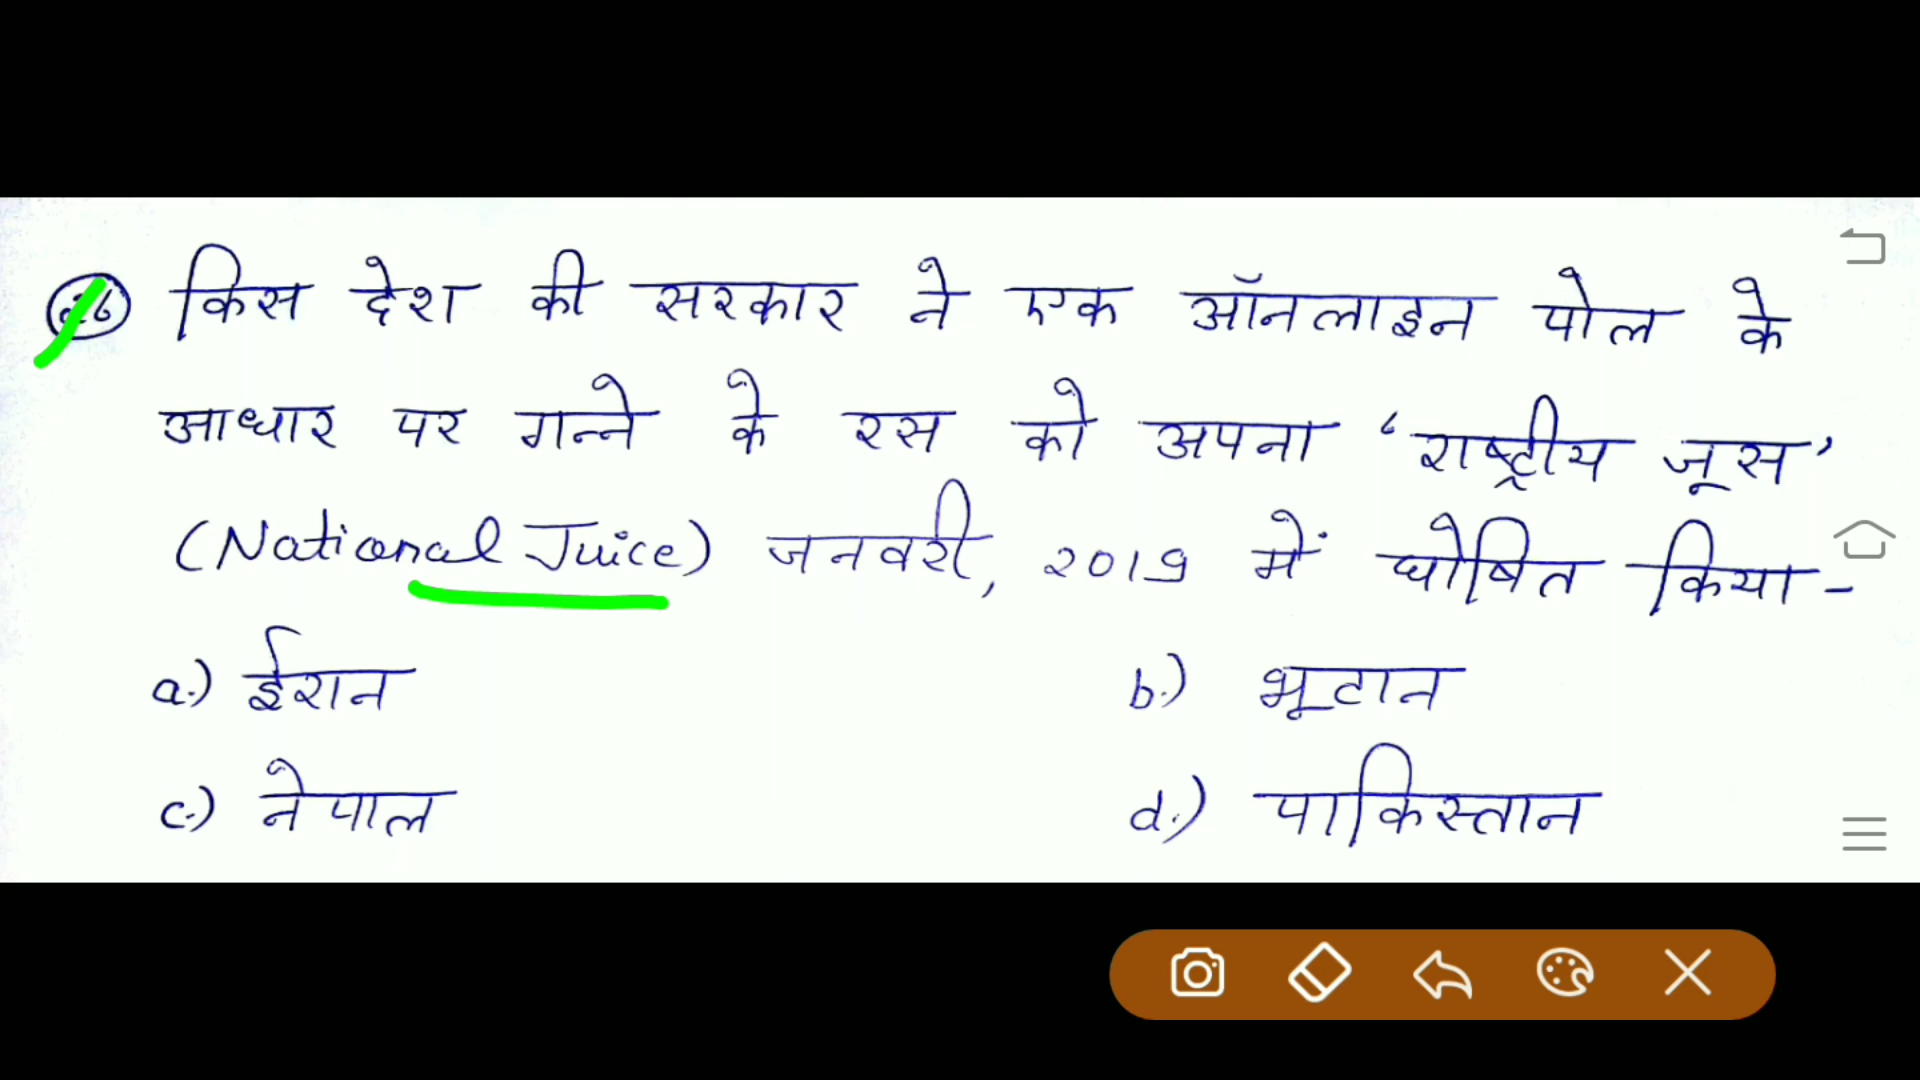 26 किस देश की सरकार ने एक ऑनलाइन पोल के
आधार पर गन्ने के रस को अपना ‘राष्ट्रीय जूस’
(National Juice) जनवरी, 2019 में घोषित किया -
a.) ईरान b.) भूटान
c.) नेपाल d.) पाकिस्तान